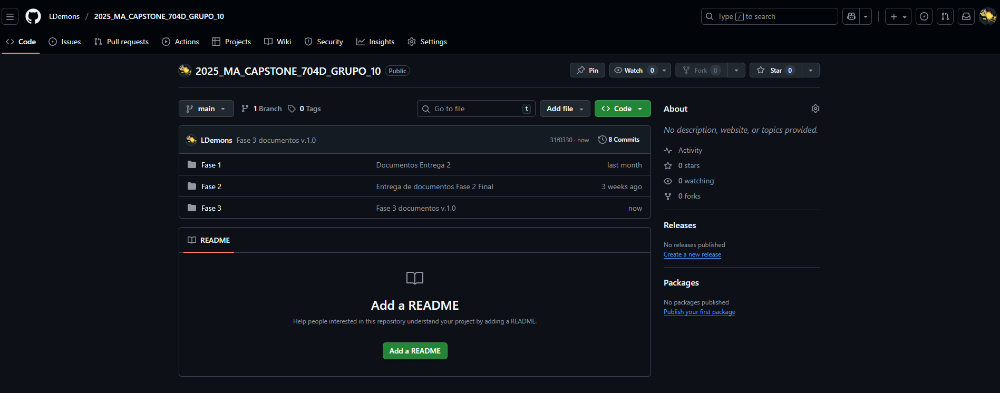 LDemons / 2025_MA_CAPSTONE_704D_GRUPO_10
Type / to search
Code
Issues
Pull requests
Actions
Projects
Wiki
Security
Insights
Settings
2025_MA_CAPSTONE_704D_GRUPO_10 Public
Pin
Watch 0
Fork 0
Star 0
main
1 Branch
0 Tags
Go to file t
Add file
Code
LDemons Fase 3 documentos v.1.0 31f0330 · now 8 Commits
Fase 1 Documentos Entrega 2 last month
Fase 2 Entrega de documentos Fase 2 Final 3 weeks ago
Fase 3 Fase 3 documentos v.1.0 now
README
Add a README
Help people interested in this repository understand your project by adding a README.
Add a README
About
No description, website, or topics provided.
Activity
0 stars
0 watching
0 forks
Releases
No releases published
Create a new release
Packages
No packages published
Publish your first package